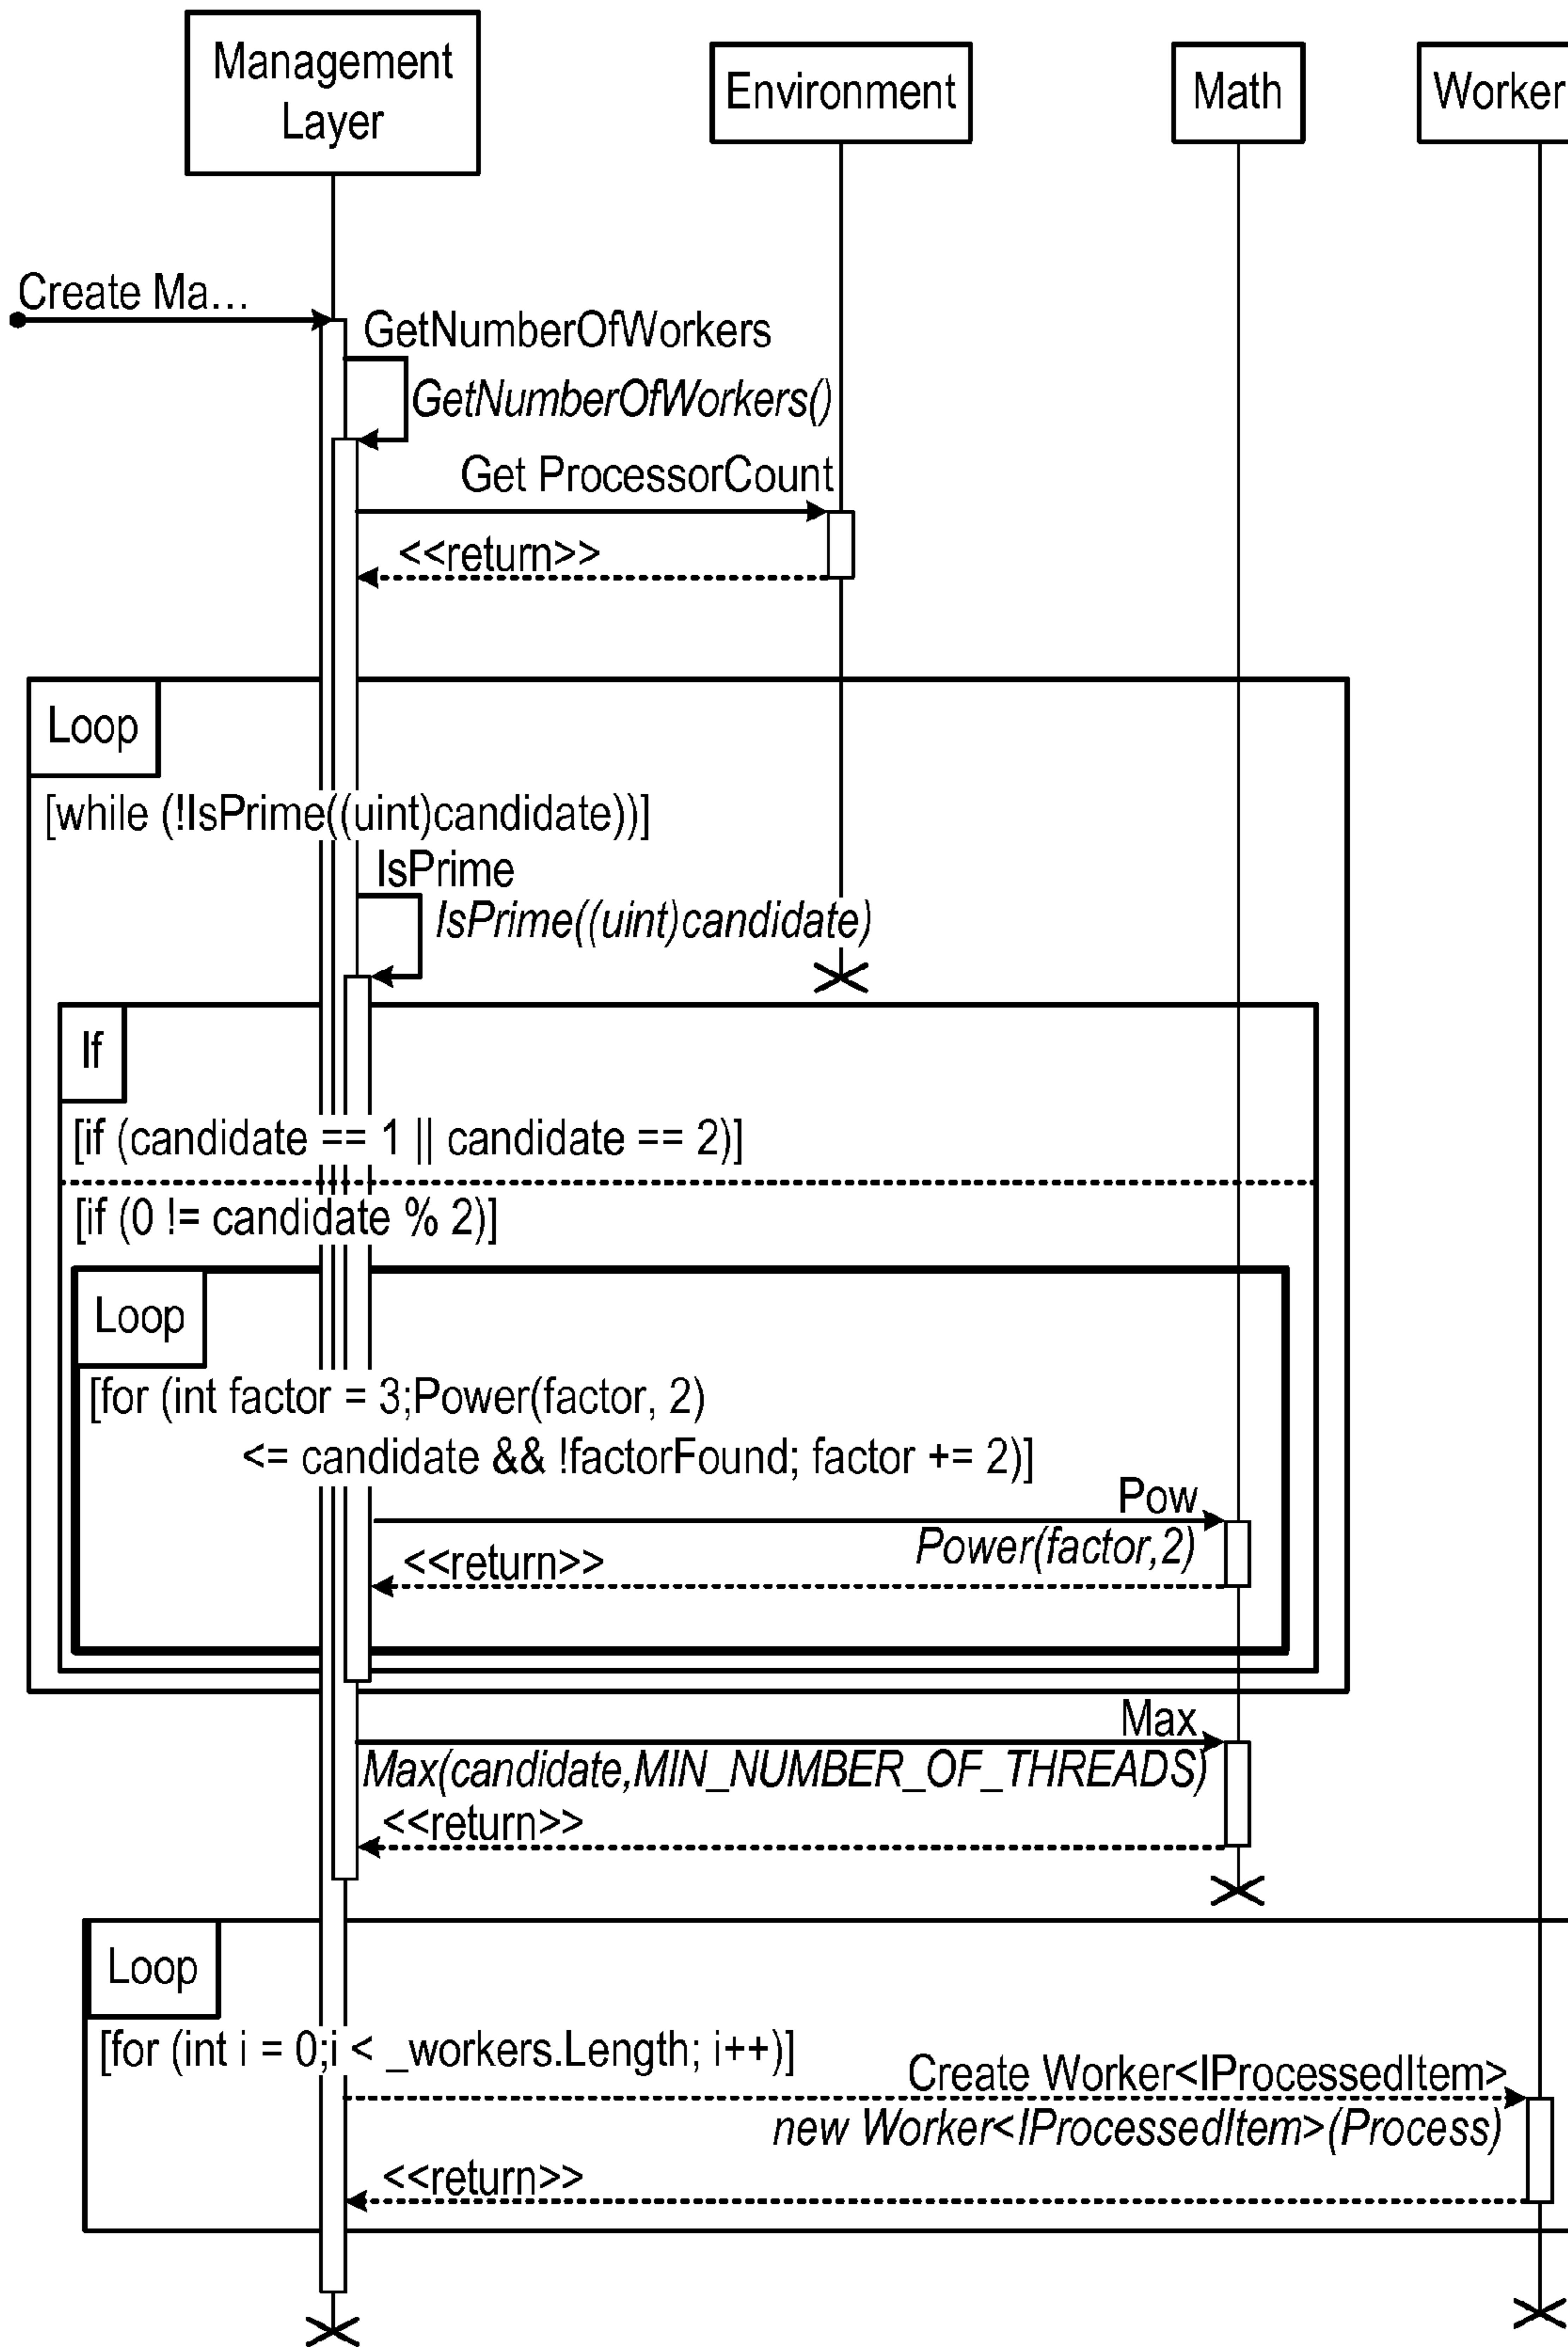 Management
Layer
Environment
Math
Worker
Create Ma...
GetNumberOfWorkers
GetNumberOfWorkers()
Get ProcessorCount
<<return>>
Loop
[while (!IsPrime((uint)candidate))]
IsPrime
IsPrime((uint)candidate)
If
[if (candidate == 1 || candidate == 2)]
[if (0 != candidate % 2)]
Loop
[for (int factor = 3;Power(factor, 2)
<= candidate && !factorFound; factor += 2)]
Pow
Power(factor,2)
<<return>>
Max
Max(candidate,MIN_NUMBER_OF_THREADS)
<<return>>
Loop
[for (int i = 0;i < _workers.Length; i++)]
Create Worker<IProcessedItem>
new Worker<IProcessedItem>(Process)
<<return>>